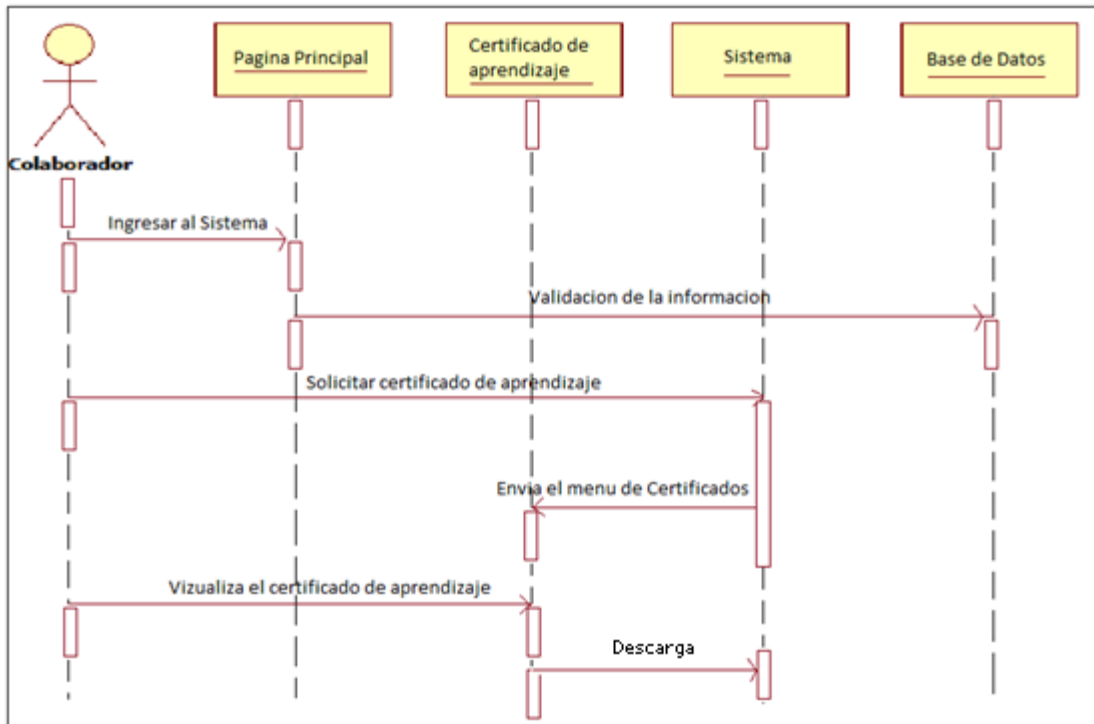 Pagina Principal
Certificado de
aprendizaje
Sistema
Base de Datos
Colaborador
Ingresar al Sistema
Validacion de la informacion
Solicitar certificado de aprendizaje
Envia el menu de Certificados
Vizualiza el certificado de aprendizaje
Descarga